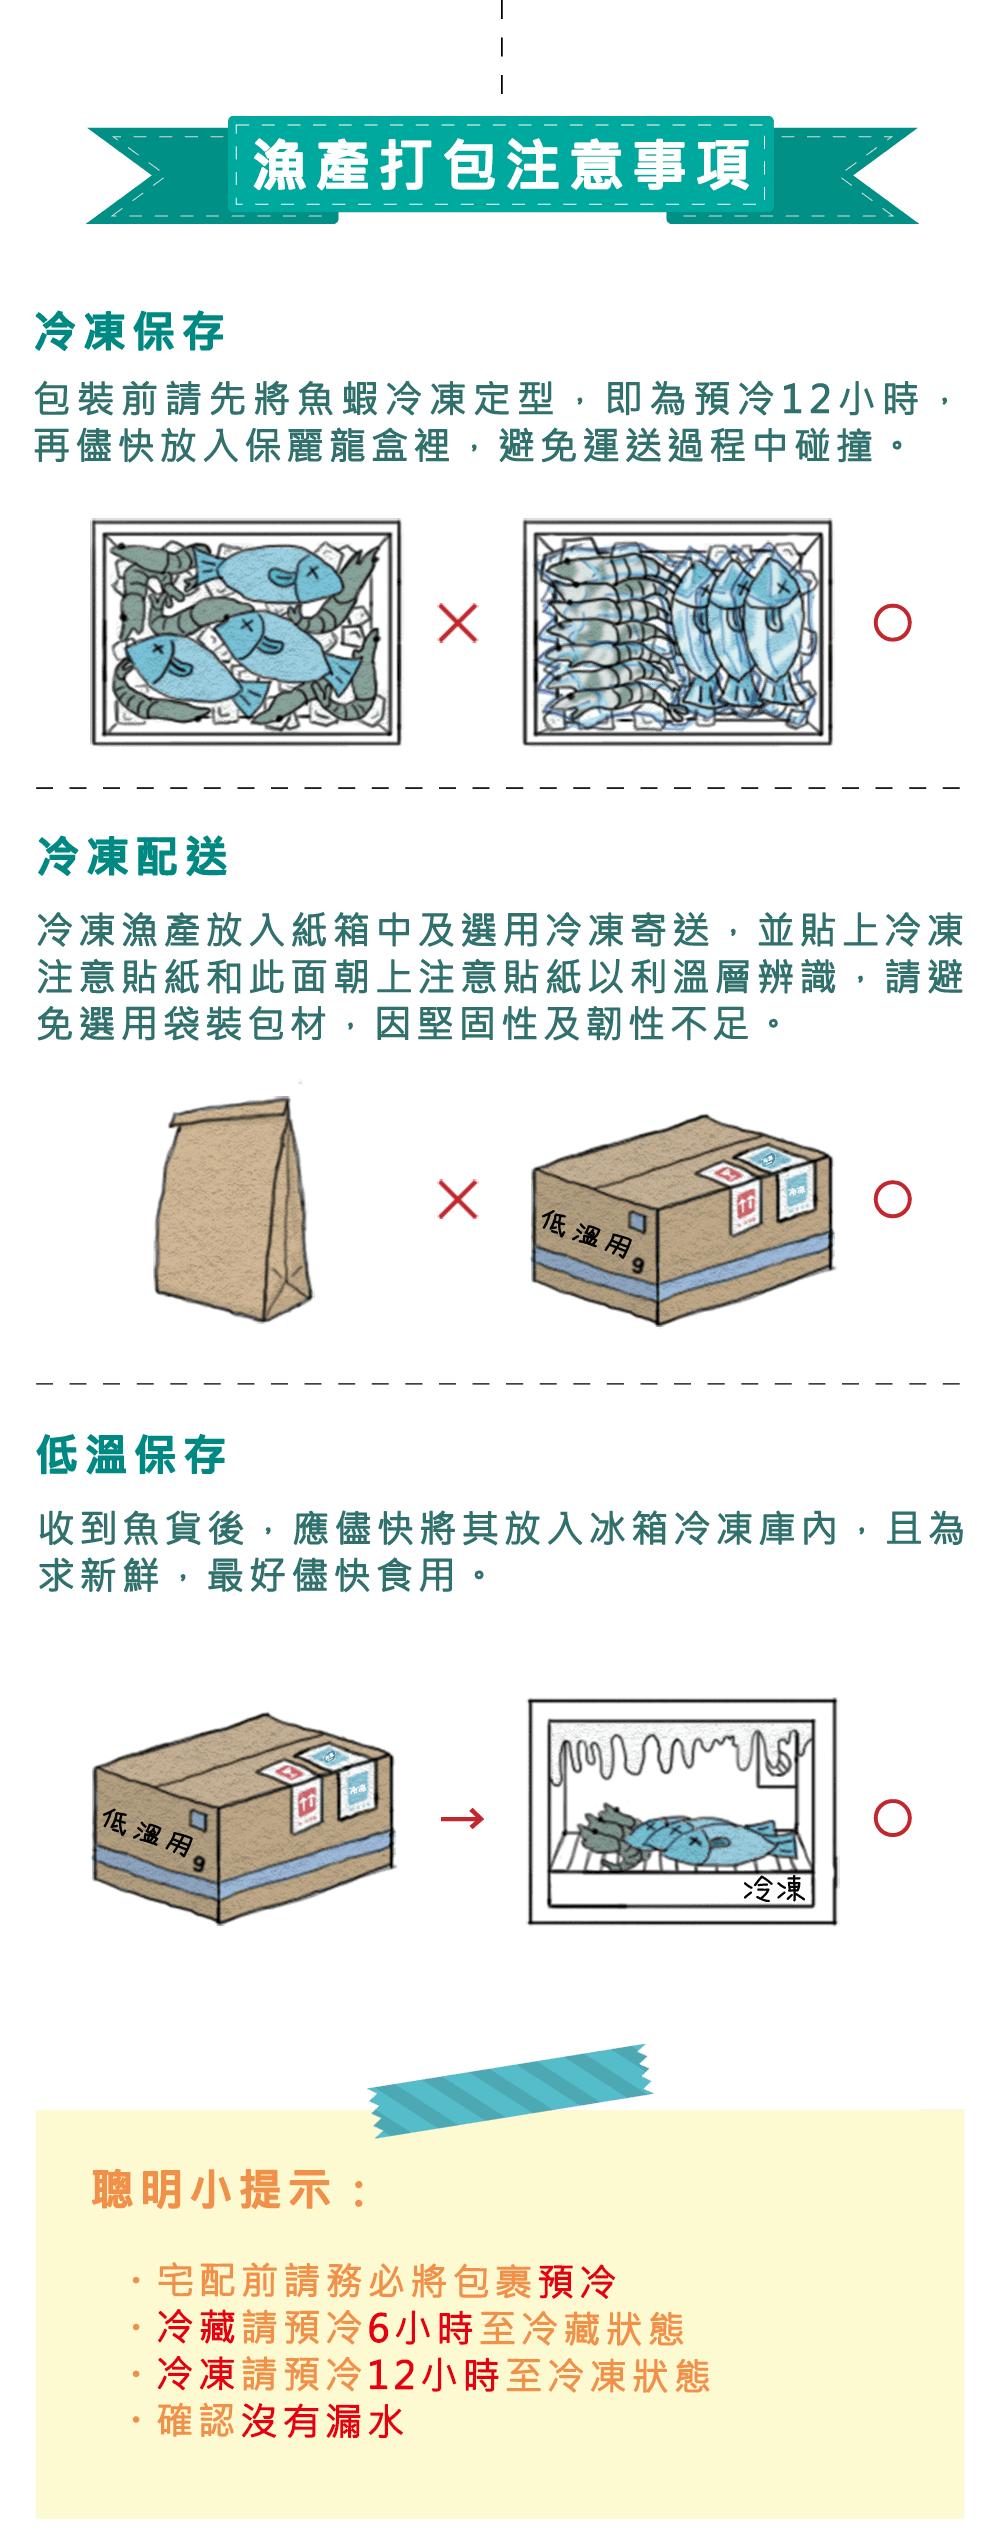 漁產打包注意事項
冷凍保存
包裝前請先將魚蝦冷凍定型，即為預冷12小時，
再儘快放入保麗龍盒裡，避免運送過程中碰撞。
冷凍配送
冷凍漁產放入紙箱中及選用冷凍寄送，並貼上冷凍
注意貼紙和此面朝上注意貼紙以利溫層辨識，請避
免選用袋裝包材，因堅固性及韌性不足。
冷凍
低溫用
9
低溫保存
收到魚貨後，應儘快將其放入冰箱冷凍庫內，且為
求新鮮，最好儘快食用。
冷凍
低溫用
9
冷凍
聰明小提示：
·宅配前請務必將包裹預冷
·冷藏請預冷6小時至冷藏狀態
·冷凍請預冷12小時至冷凍狀態
·確認沒有漏水